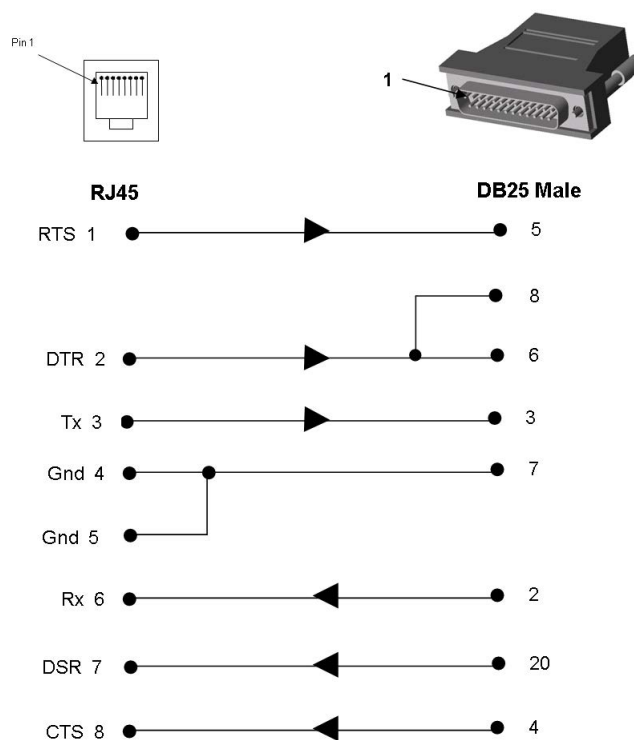 Pin 1
1
RJ45 DB25 Male
RTS 1 5
8
DTR 2 6
Tx 3 3
Gnd 4 7
Gnd 5
Rx 6 2
DSR 7 20
CTS 8 4